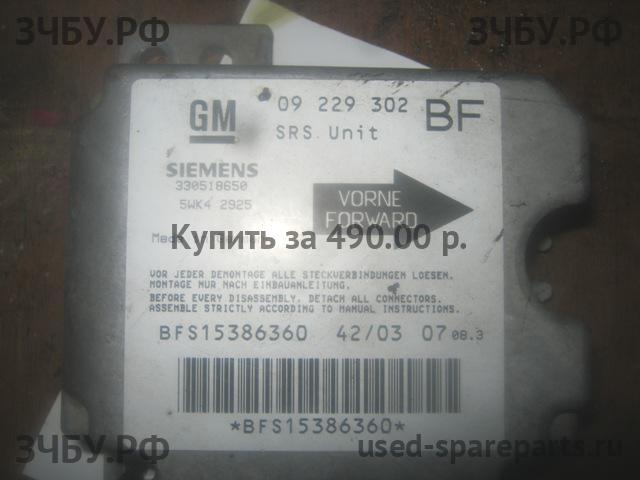 ЗЧБУ.РФ
ЗЧБУ.РФ
GM
09 229 302 BF
SRS Unit
SIEMENS
330518650
5WK4 2925
VORNE
FORWARD
Купить за 490.00 р.
VOR JEDER DEMONTAGE ALLE STECKVERBINDUNGEN LOESEN.
MONTAGE NUR NACH EINBAUANLEITUNG.
BEFORE EVERY DISASSEMBLY, DETACH ALL CONNECTORS.
ASSEMBLE STRICTLY ACCORDING TO MANUAL INSTRUCTIONS.
BFS15386360 42/03 07 08.3
*BFS15386360*
ЗЧБУ.РФ
used-spareparts.ru